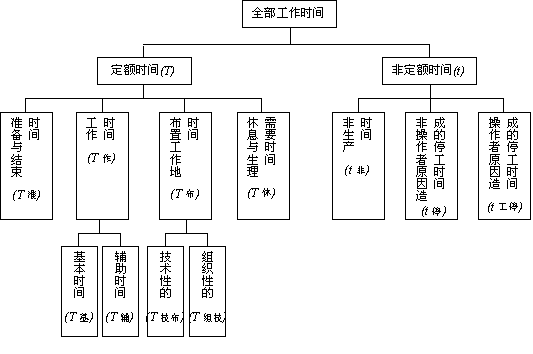 全部工作时间
定额时间(T)
非定额时间(t)
准备与结束时间
(T准)
工作时间
(T作)
布置工作地时间
(T布)
休息与生理需要时间
(T休)
非生产时间
(t非)
非操作者原因造成的停工时间
(t停)
操作者原因造成的停工时间
(t工停)
基本时间
(T基)
辅助时间
(T辅)
技术性的
(T技布)
组织性的
(T组技)